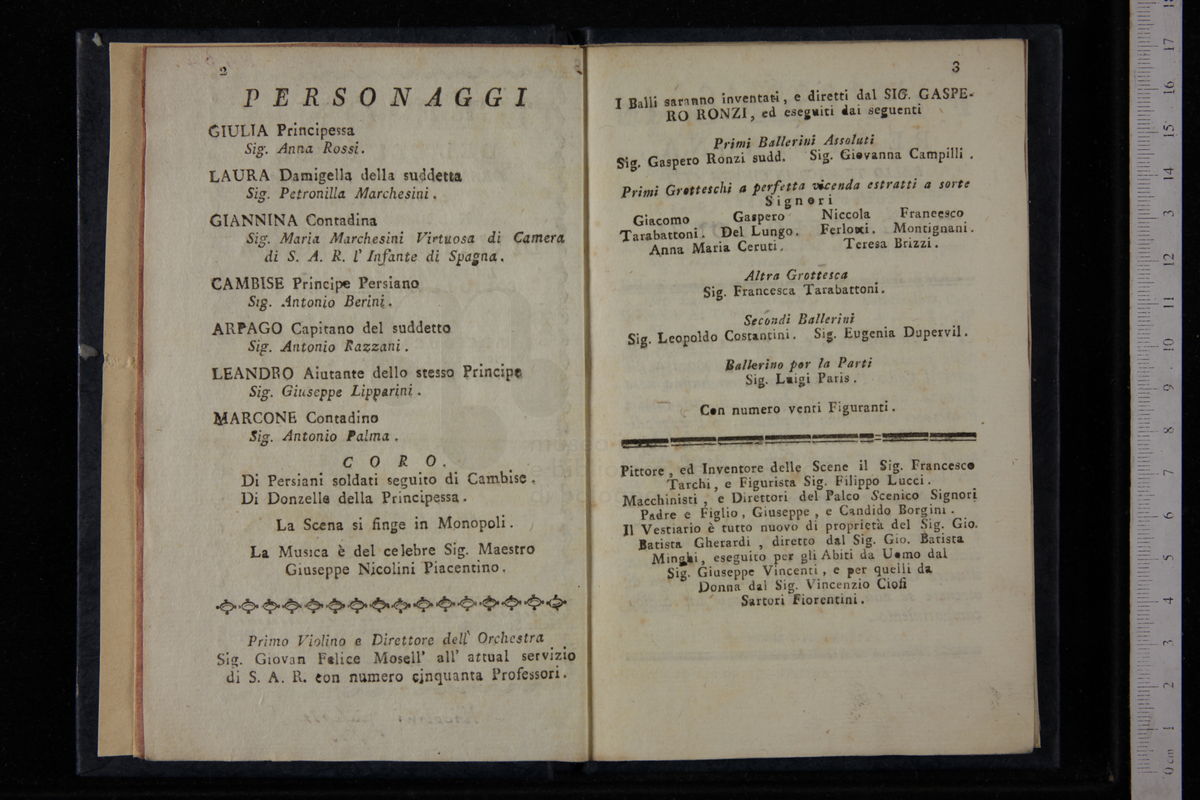 2
PERSONAGGI
GIULIA Principessa
Sig. Anna Rossi.
LAURA Damigella della suddetta
Sig. Petronilla Marchesini.
GIANNINA Contadina
Sig. Maria Marchesini Virtuosa di Camera
di S. A. R. l'Infante di Spagna.
CAMBISE Principe Persiano
Sig. Antonio Berini.
ARPAGO Capitano del suddetto
Sig. Antonio Razzani.
LEANDRO Aiutante dello stesso Principe
Sig. Giuseppe Lipparini.
MARCONE Contadino
Sig. Antonio Palma.
CORO.
Di Persiani soldati seguito di Cambise.
Di Donzelle della Principessa.
La Scena si finge in Monopoli.
La Musica è del celebre Sig. Maestro
Giuseppe Nicolini Piacentino.
Primo Violino e Direttore dell' Orchestra
Sig. Giovan Felice Mosell' all' attual servizio
di S. A. R. con numero cinquanta Professori.
3
I Balli saranno inventati, e diretti dal SIG. GASPE-
RO RONZI, ed eseguiti dai seguenti
Primi Ballerini Assoluti
Sig. Gaspero Ronzi sudd. Sig. Giovanna Campilli.
Primi Grotteschi a perfetta vicenda estratti a sorte
Signori
Giacomo Gaspero Niccola Francesco
Tarabattoni. Del Lungo. Ferloni. Montignani.
Anna Maria Ceruti. Teresa Brizzi.
Altra Grottesca
Sig. Francesca Tarabattoni.
Secondi Ballerini
Sig. Leopoldo Costantini. Sig. Eugenia Dupervil.
Ballerino per la Parti
Sig. Luigi Paris.
Con numero venti Figuranti.
Pittore, ed Inventore delle Scene il Sig. Francesco
Tarchi, e Figurista Sig. Filippo Lucci.
Macchinisti, e Direttori del Palco Scenico Signori
Padre e Figlio, Giuseppe, e Candido Borgini.
Il Vestiario è tutto nuovo di proprietà del Sig. Gio.
Batista Gherardi, diretto dal Sig. Gio. Batista
Minghi, eseguito per gli Abiti da Uomo dal
Sig. Giuseppe Vincenti, e per quelli da
Donna dal Sig. Vincenzio Ciofi
Sartori Fiorentini.